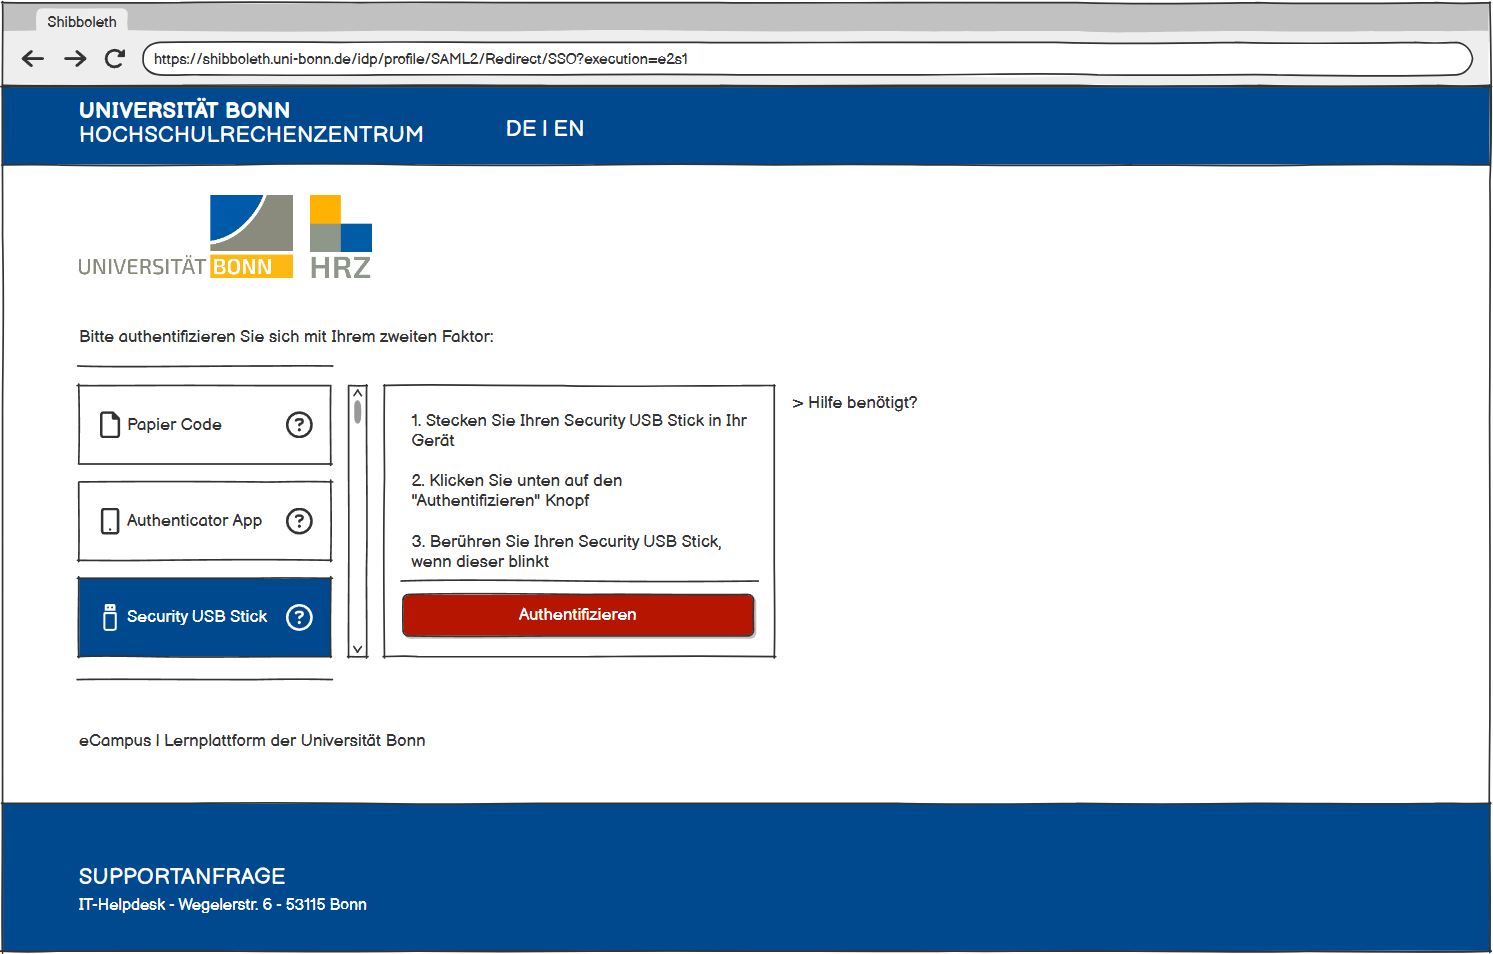 Shibboleth
https://shibboleth.uni-bonn.de/idp/profile/SAML2/Redirect/SSO?execution=e2s1
UNIVERSITÄT BONN
HOCHSCHULRECHENZENTRUM
DE | EN
UNIVERSITÄT BONN
HRZ
Bitte authentifizieren Sie sich mit Ihrem zweiten Faktor:
Papier Code ?
Authenticator App ?
Security USB Stick ?
1. Stecken Sie Ihren Security USB Stick in Ihr
Gerät
2. Klicken Sie unten auf den
"Authentifizieren" Knopf
3. Berühren Sie Ihren Security USB Stick,
wenn dieser blinkt
Authentifizieren
> Hilfe benötigt?
eCampus | Lernplattform der Universität Bonn
SUPPORTANFRAGE
IT-Helpdesk - Wegelerstr. 6 - 53115 Bonn